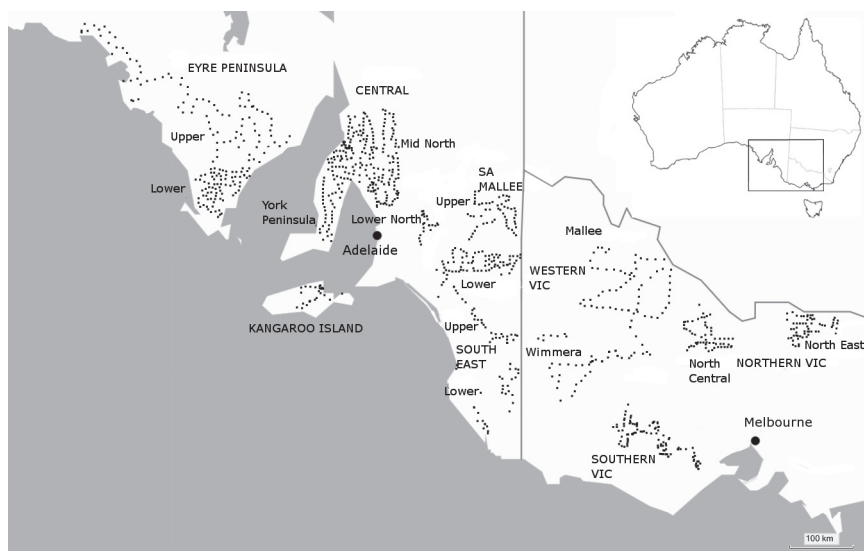 EYRE PENINSULA
CENTRAL
Upper
Mid North
Lower
SA
MALLEE
Upper
York
Peninsula
Lower North
Adelaide
Mallee
WESTERN
VIC
Lower
KANGAROO ISLAND
Upper
SOUTH
EAST
Wimmera
North East
North
Central
NORTHERN VIC
Lower
Melbourne
SOUTHERN
VIC
100 km